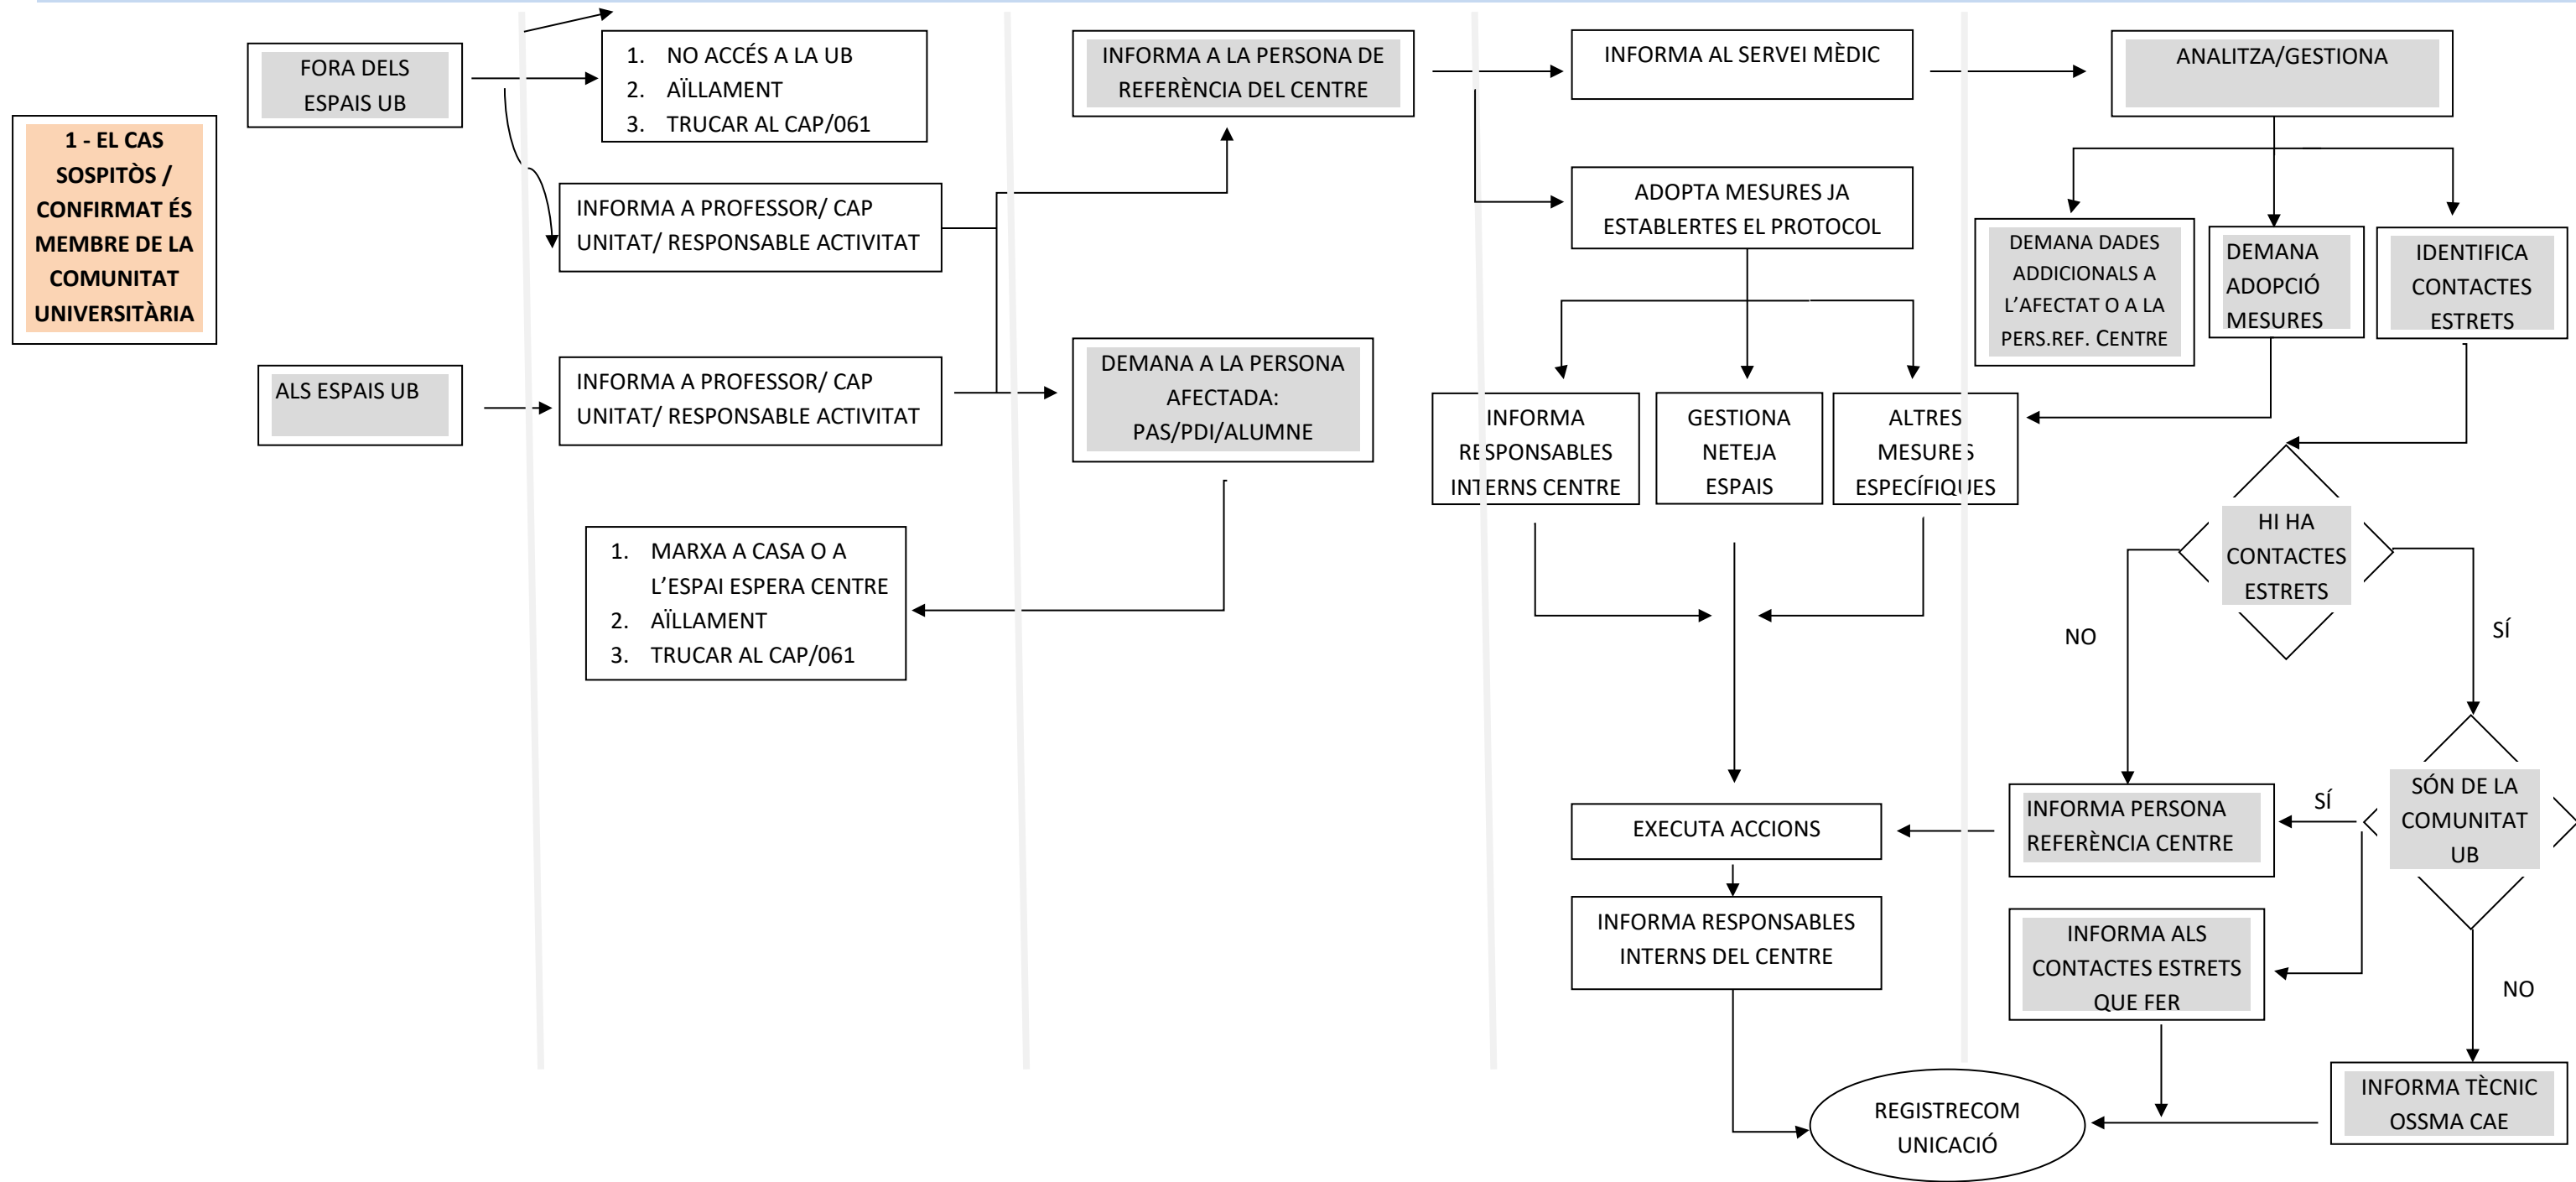 1 - EL CAS
SOSPITÒS /
CONFIRMAT ÉS
MEMBRE DE LA
COMUNITAT
UNIVERSITÀRIA
FORA DELS
ESPAIS UB
ALS ESPAIS UB
1. NO ACCÉS A LA UB
2. AÏLLAMENT
3. TRUCAR AL CAP/061
INFORMA A PROFESSOR/ CAP
UNITAT/ RESPONSABLE ACTIVITAT
INFORMA A PROFESSOR/ CAP
UNITAT/ RESPONSABLE ACTIVITAT
1. MARXA A CASA O A
L’ESPAI ESPERA CENTRE
2. AÏLLAMENT
3. TRUCAR AL CAP/061
INFORMA A LA PERSONA DE
REFERÈNCIA DEL CENTRE
DEMANA A LA PERSONA
AFECTADA:
PAS/PDI/ALUMNE
INFORMA AL SERVEI MÈDIC
ADOPTA MESURES JA
ESTABLERTES EL PROTOCOL
INFORMA
RESPONSABLES
INTERNS CENTRE
GESTIONA
NETEJA
ESPAIS
ALTRES
MESURES
ESPECÍFIQUES
EXECUTA ACCIONS
INFORMA RESPONSABLES
INTERNS DEL CENTRE
ANALITZA/GESTIONA
DEMANA DADES
ADDICIONALS A
L’AFECTAT O A LA
PERS.REF. CENTRE
DEMANA
ADOPCIÓ
MESURES
IDENTIFICA
CONTACTES
ESTRETS
HI HA
CONTACTES
ESTRETS
NO
SÍ
SÓN DE LA
COMUNITAT
UB
SÍ
INFORMA PERSONA
REFERÈNCIA CENTRE
INFORMA ALS
CONTACTES ESTRETS
QUE FER
NO
INFORMA TÈCNIC
OSSMA CAE
REGISTRECOM
UNICACIÓ